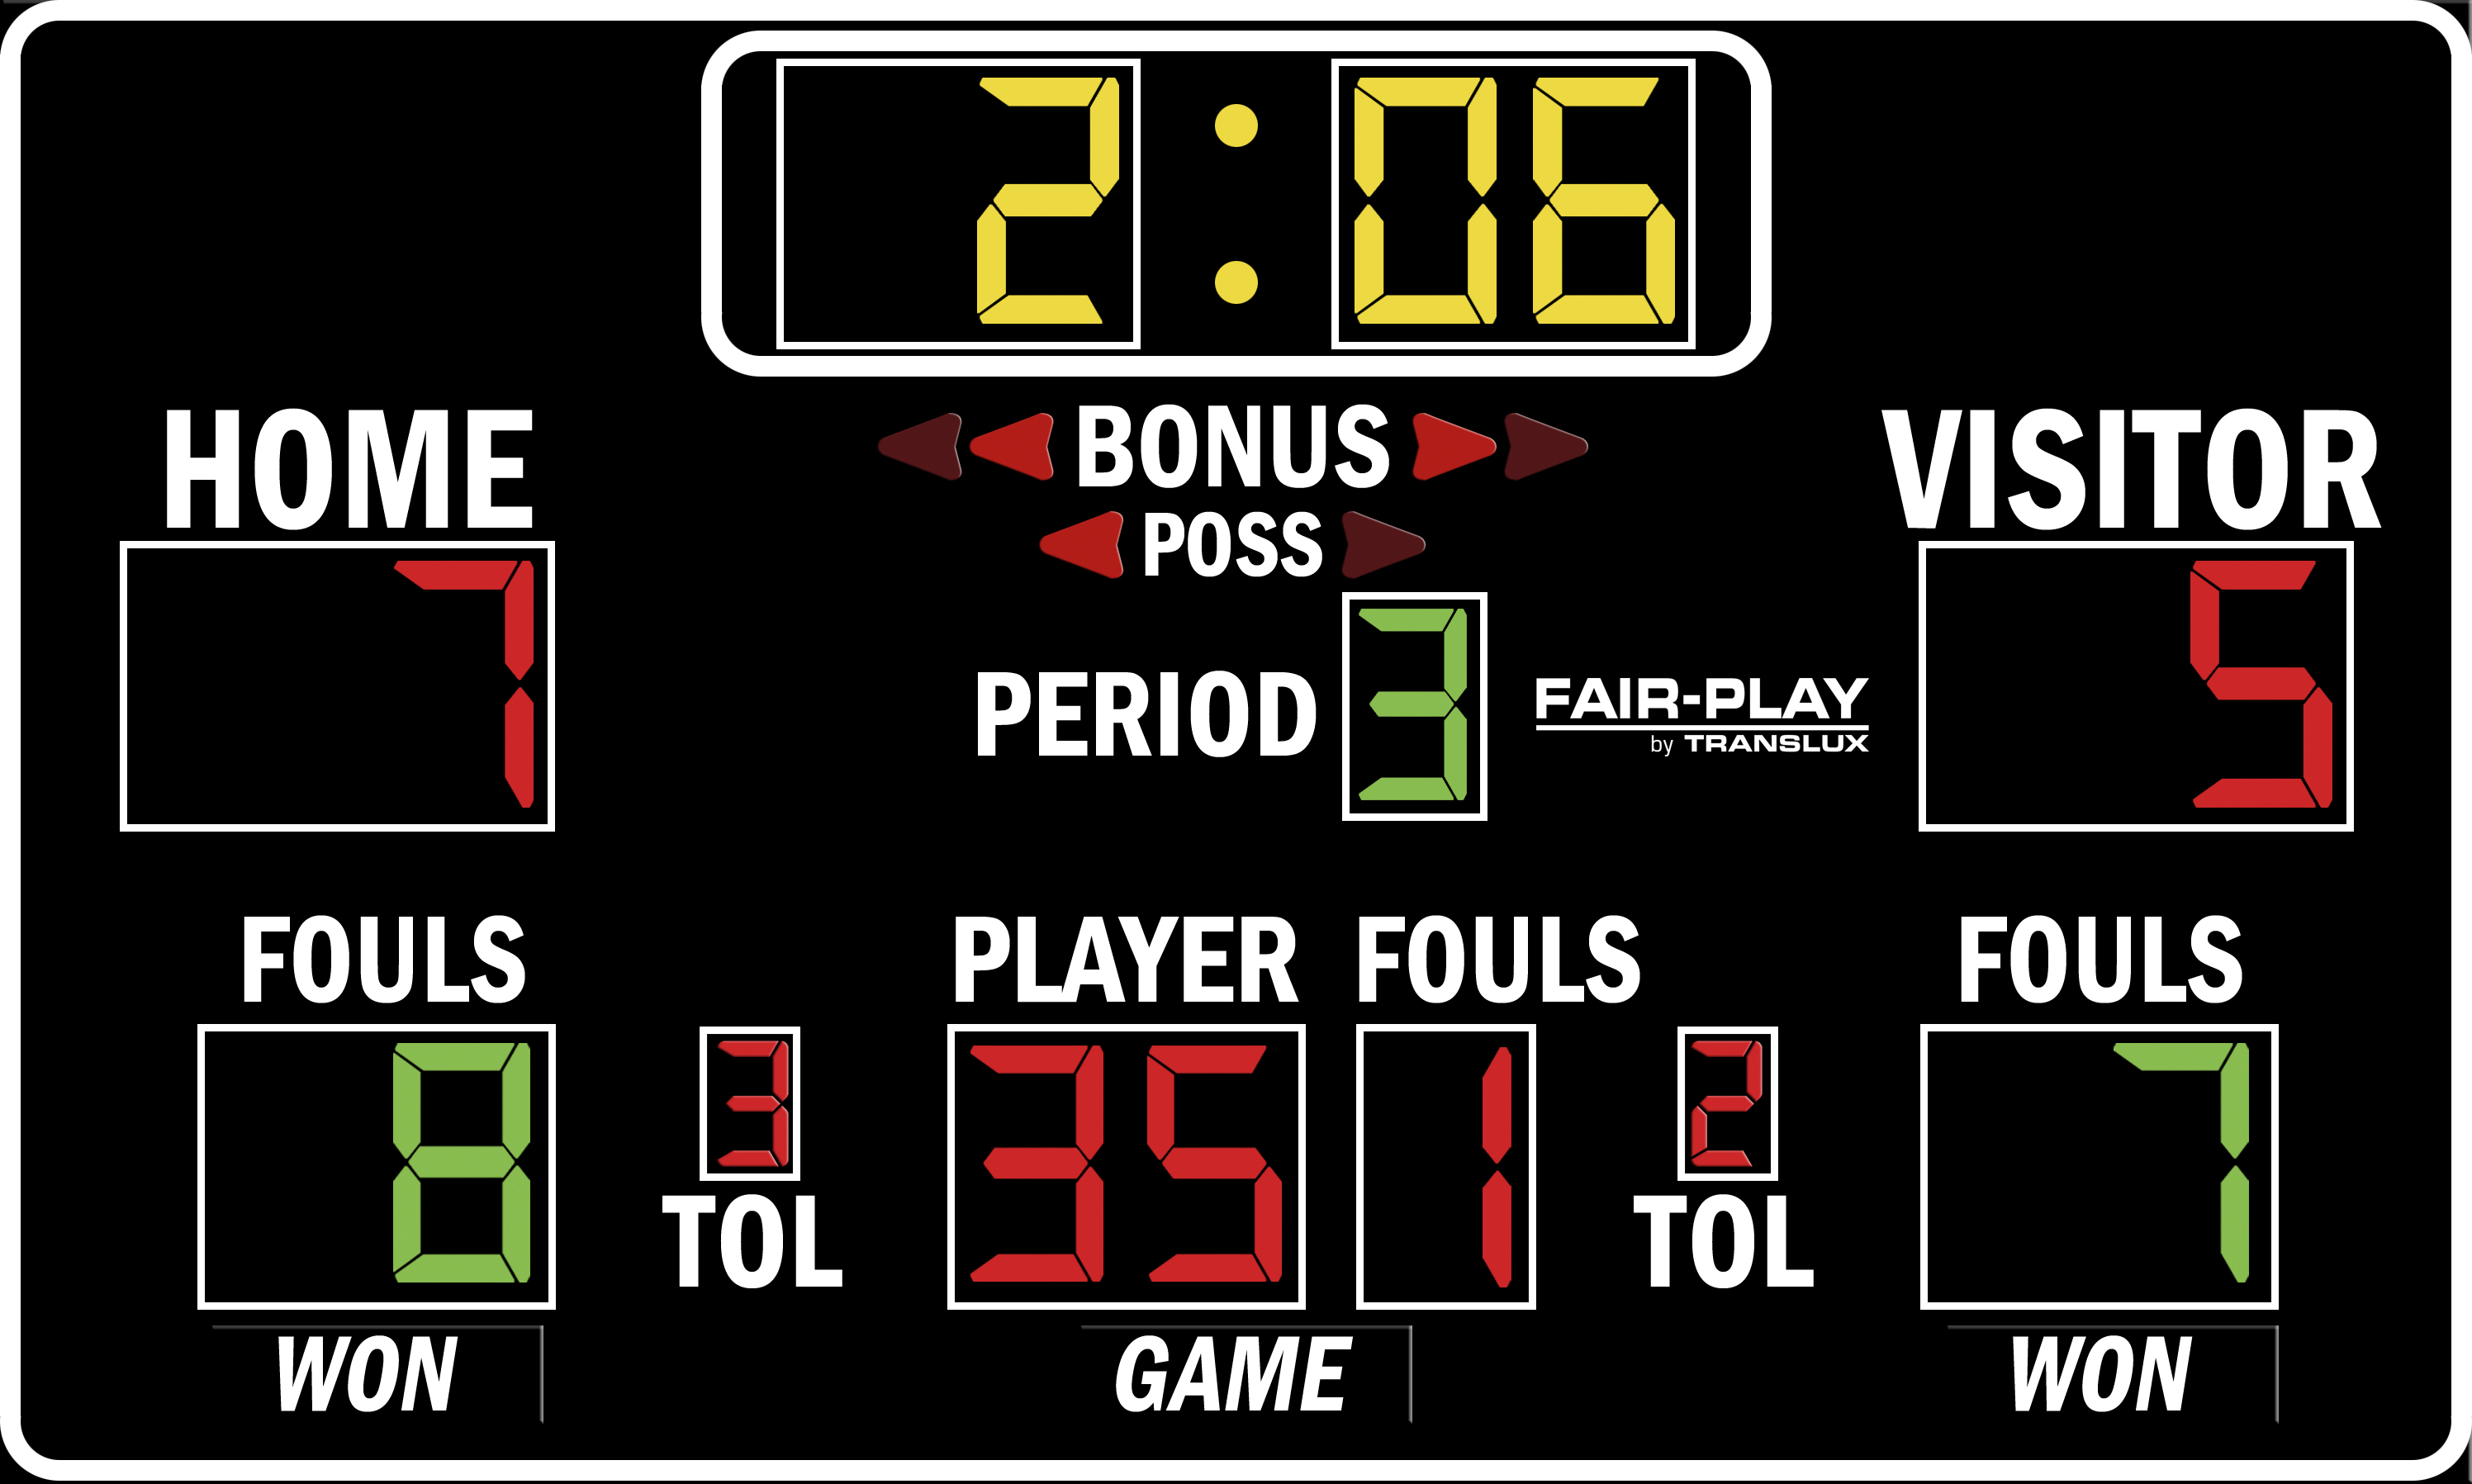 2:06
HOME BONUS VISITOR
POSS
7 PERIOD 3 5
FAIR-PLAY
by TRANSLUX
FOULS PLAYER FOULS FOULS
8 3 35 1 2 7
TOL TOL
WON GAME WON